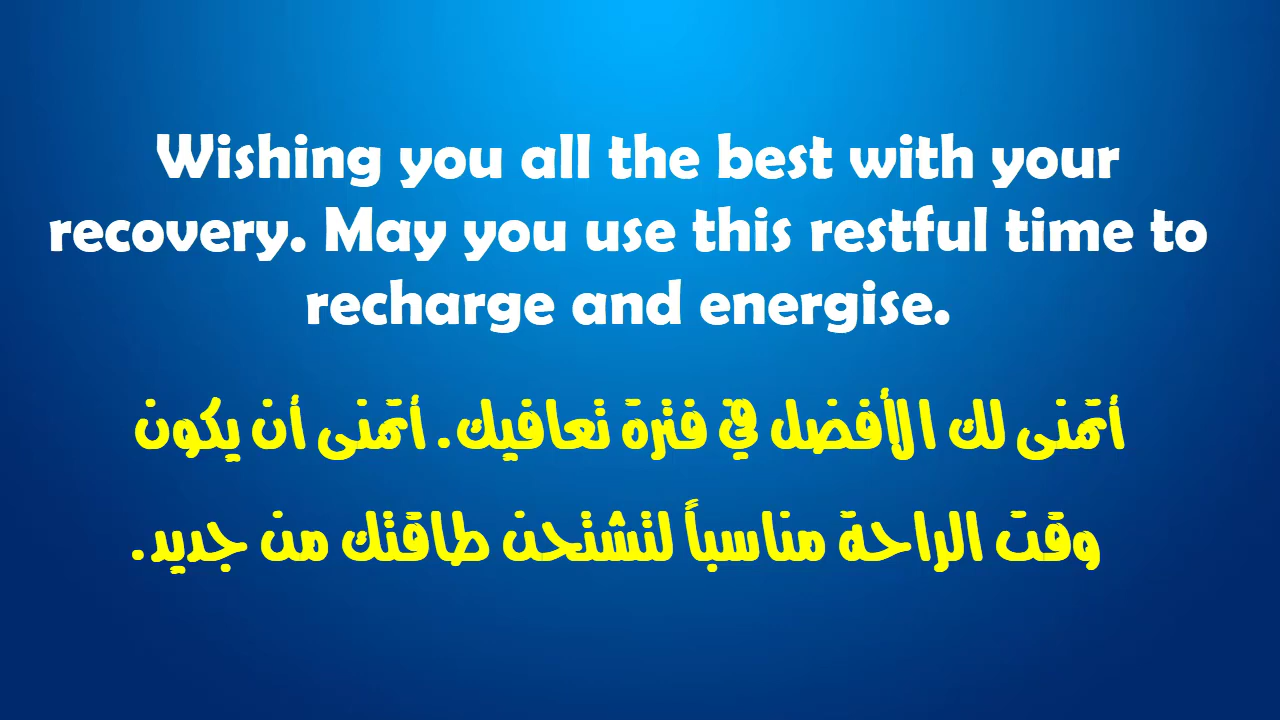 Wishing you all the best with your
recovery. May you use this restful time to
recharge and energise.
أتمنى لك الأفضل في فترة تعافيك. أتمنى أن يكون
وقت الراحة مناسباً لتشتحن طاقتك من جديد.